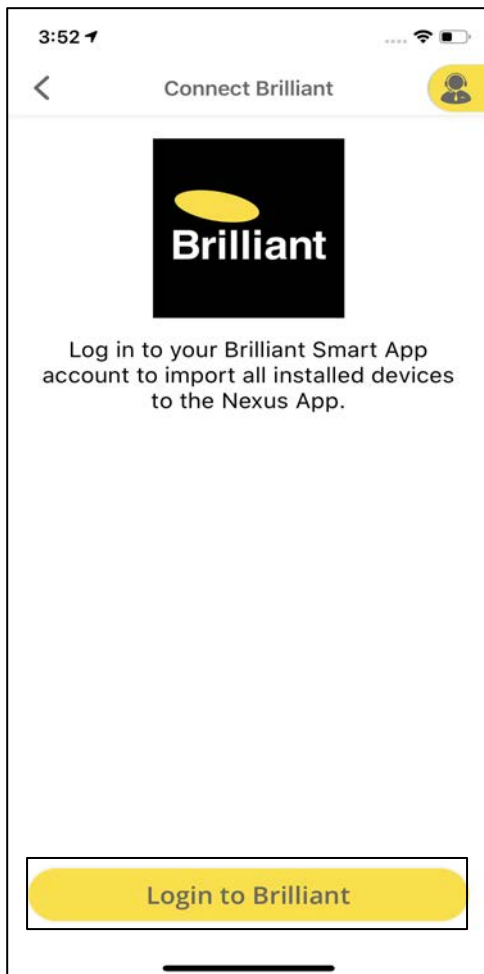 3:52
Connect Brilliant
Brilliant
Log in to your Brilliant Smart App
account to import all installed devices
to the Nexus App.
Login to Brilliant